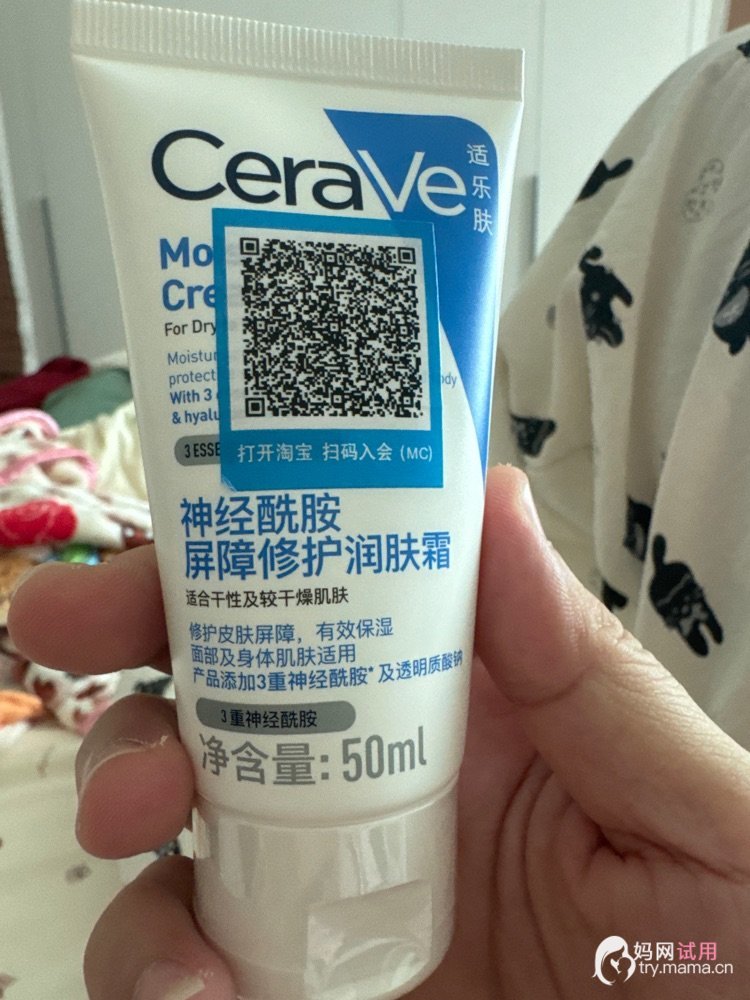 CeraVe
适乐肤
Mo
Cre
For Dry
Moistur
protect
ody
With 3
& hyalu
3 ESSE
打开淘宝 扫码入会 (MC)
神经酰胺
屏障修护润肤霜
适合干性及较干燥肌肤
修护皮肤屏障，有效保湿
面部及身体肌肤适用
产品添加3重神经酰胺*及透明质酸钠
3重神经酰胺
净含量: 50ml
妈网试用
try.mama.cn